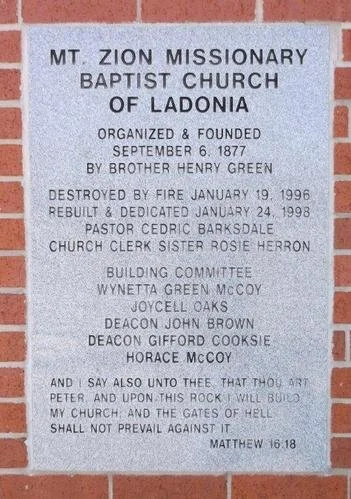 MT. ZION MISSIONARY
BAPTIST CHURCH
OF LADONIA
ORGANIZED & FOUNDED
SEPTEMBER 6, 1877
BY BROTHER HENRY GREEN
DESTROYED BY FIRE JANUARY 19, 1996
REBUILT & DEDICATED JANUARY 24, 1998
PASTOR CEDRIC BARKSDALE
CHURCH CLERK SISTER ROSIE HERRON
BUILDING COMMITTEE
WYNETTA GREEN McCOY
JOYCELL OAKS
DEACON JOHN BROWN
DEACON GIFFORD COOKSIE
HORACE McCOY
AND I SAY ALSO UNTO THEE, THAT THOU ART
PETER, AND UPON THIS ROCK I WILL BUILD
MY CHURCH; AND THE GATES OF HELL
SHALL NOT PREVAIL AGAINST IT.
MATTHEW 16:18